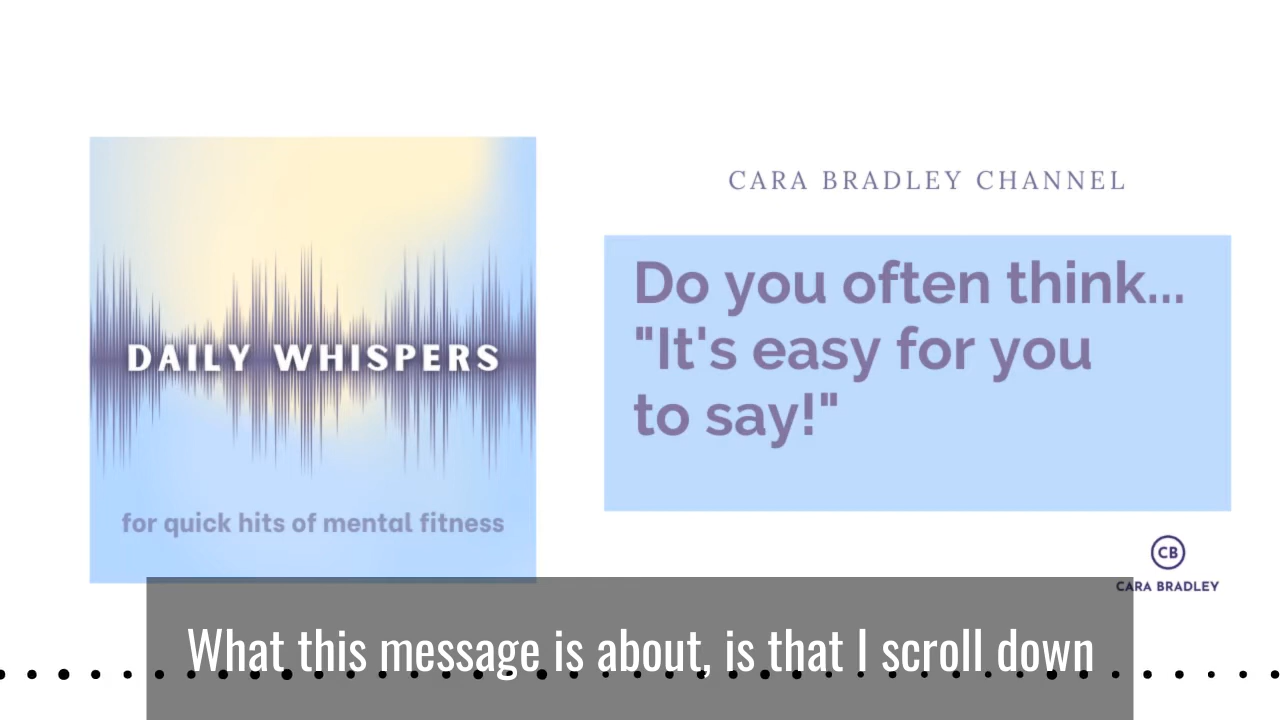 DAILY WHISPERS
for quick hits of mental fitness
CARA BRADLEY CHANNEL
Do you often think...
"It's easy for you
to say!"
CB
CARA BRADLEY
What this message is about, is that I scroll down